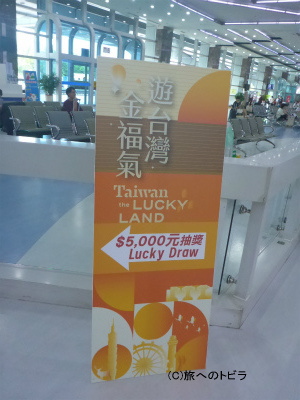 遊台灣
金福氣
Taiwan
the LUCKY
LAND
$5,000元抽獎
Lucky Draw
(C)旅へのトビラ